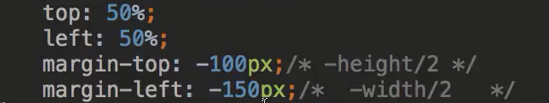 top: 50%;
left: 50%;
margin-top: -100px;/* -height/2 */
margin-left: -150px;/*  -width/2   */